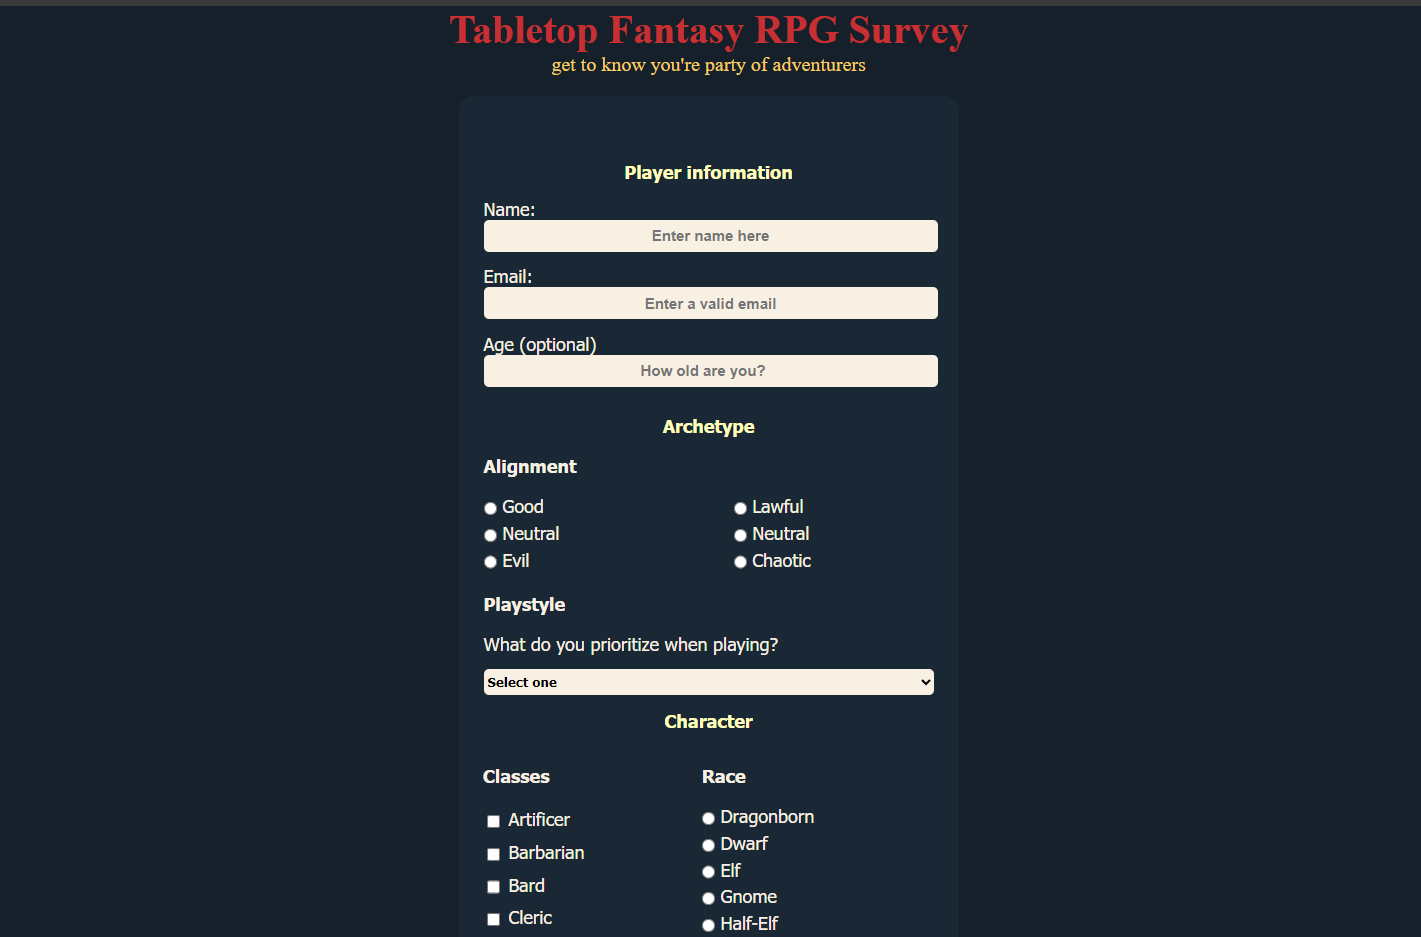 Tabletop Fantasy RPG Survey
get to know you're party of adventurers
Player information
Name:
Enter name here
Email:
Enter a valid email
Age (optional)
How old are you?
Archetype
Alignment
Good
Lawful
Neutral
Neutral
Evil
Chaotic
Playstyle
What do you prioritize when playing?
Select one
Character
Classes
Artificer
Barbarian
Bard
Cleric
Race
Dragonborn
Dwarf
Elf
Gnome
Half-Elf